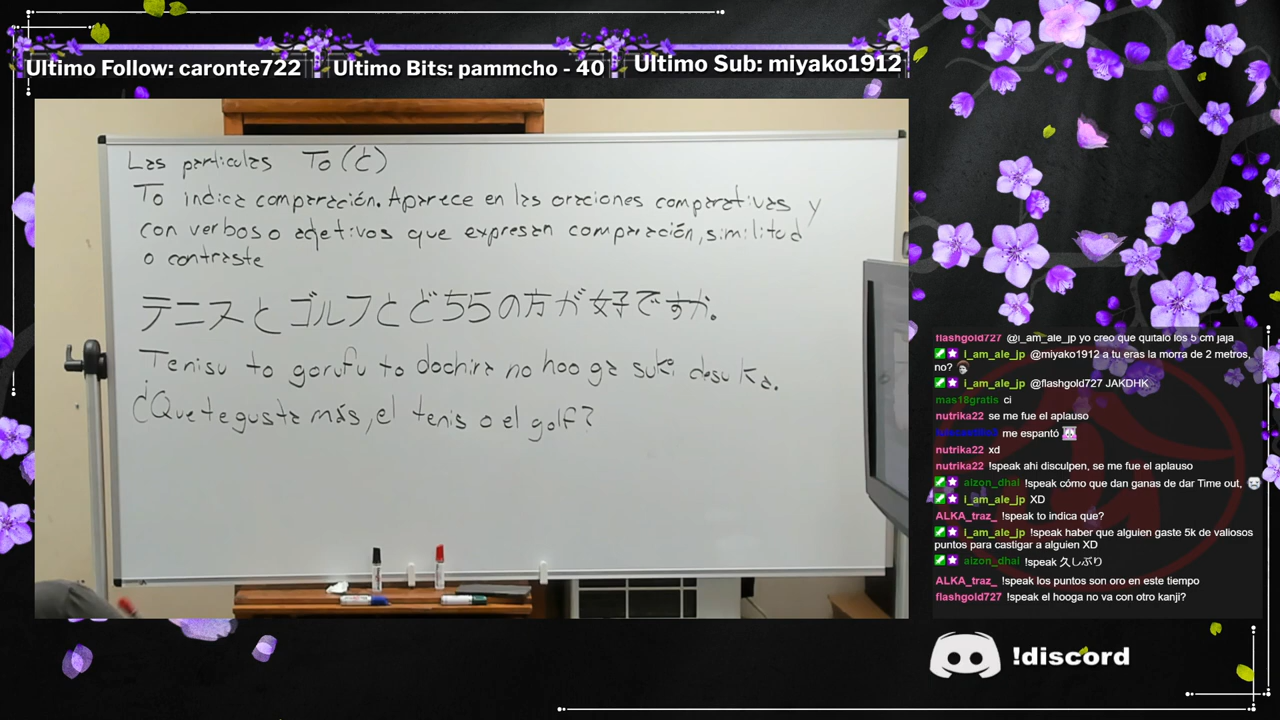 Ultimo Follow: caronte722
Ultimo Bits: pammcho - 40
Ultimo Sub: miyako1912
Las particulas To (と)
To indica comparación. Aparece en las oraciones comparativas y
con verbos o adjetivos que expresan comparación, similitud
o contraste
テニスとゴルフとどちらの方が好ですか。
Tenisu to gorufu to dochira no hoo ga suki desu ka.
¿Que te gusta más, el tenis o el golf?
flashgold727 @i_am_ale_jp yo creo que quitalo los 5 cm jaja
i_am_ale_jp @miyako1912 a tu eras la morra de 2 metros,
no?
i_am_ale_jp @flashgold727 JAKDHK
mas18gratis ci
nutrika22 se me fue el aplauso
me espantó
nutrika22 xd
nutrika22 !speak ahi disculpen, se me fue el aplauso
aizon_dhal !speak cómo que dan ganas de dar Time out,
i_am_ale_jp XD
ALKA_traz_ !speak to indica que?
i_am_ale_jp !speak haber que alguien gaste 5k de valiosos
puntos para castigar a alguien XD
aizon_dhal !speak 久しぶり
ALKA_traz_ !speak los puntos son oro en este tiempo
flashgold727 !speak el hooga no va con otro kanji?
!discord